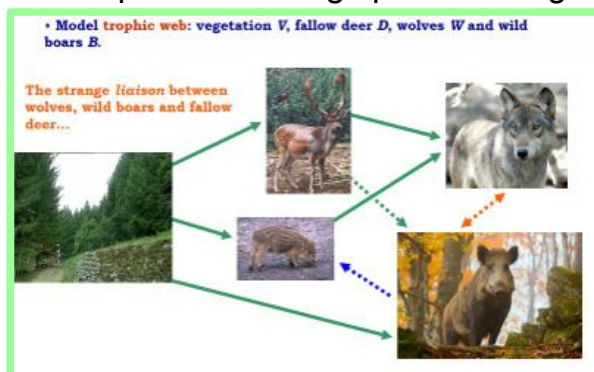 • Model trophic web: vegetation V, fallow deer D, wolves W and wild
boars B.
The strange liaison between
wolves, wild boars and fallow
deer...